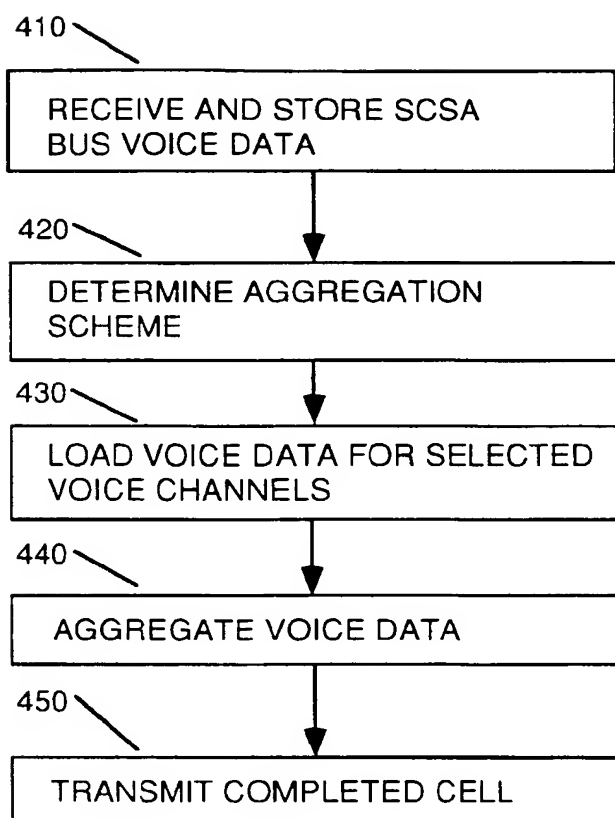 410
RECEIVE AND STORE SCSA
BUS VOICE DATA
420
DETERMINE AGGREGATION
SCHEME
430
LOAD VOICE DATA FOR SELECTED
VOICE CHANNELS
440
AGGREGATE VOICE DATA
450
TRANSMIT COMPLETED CELL